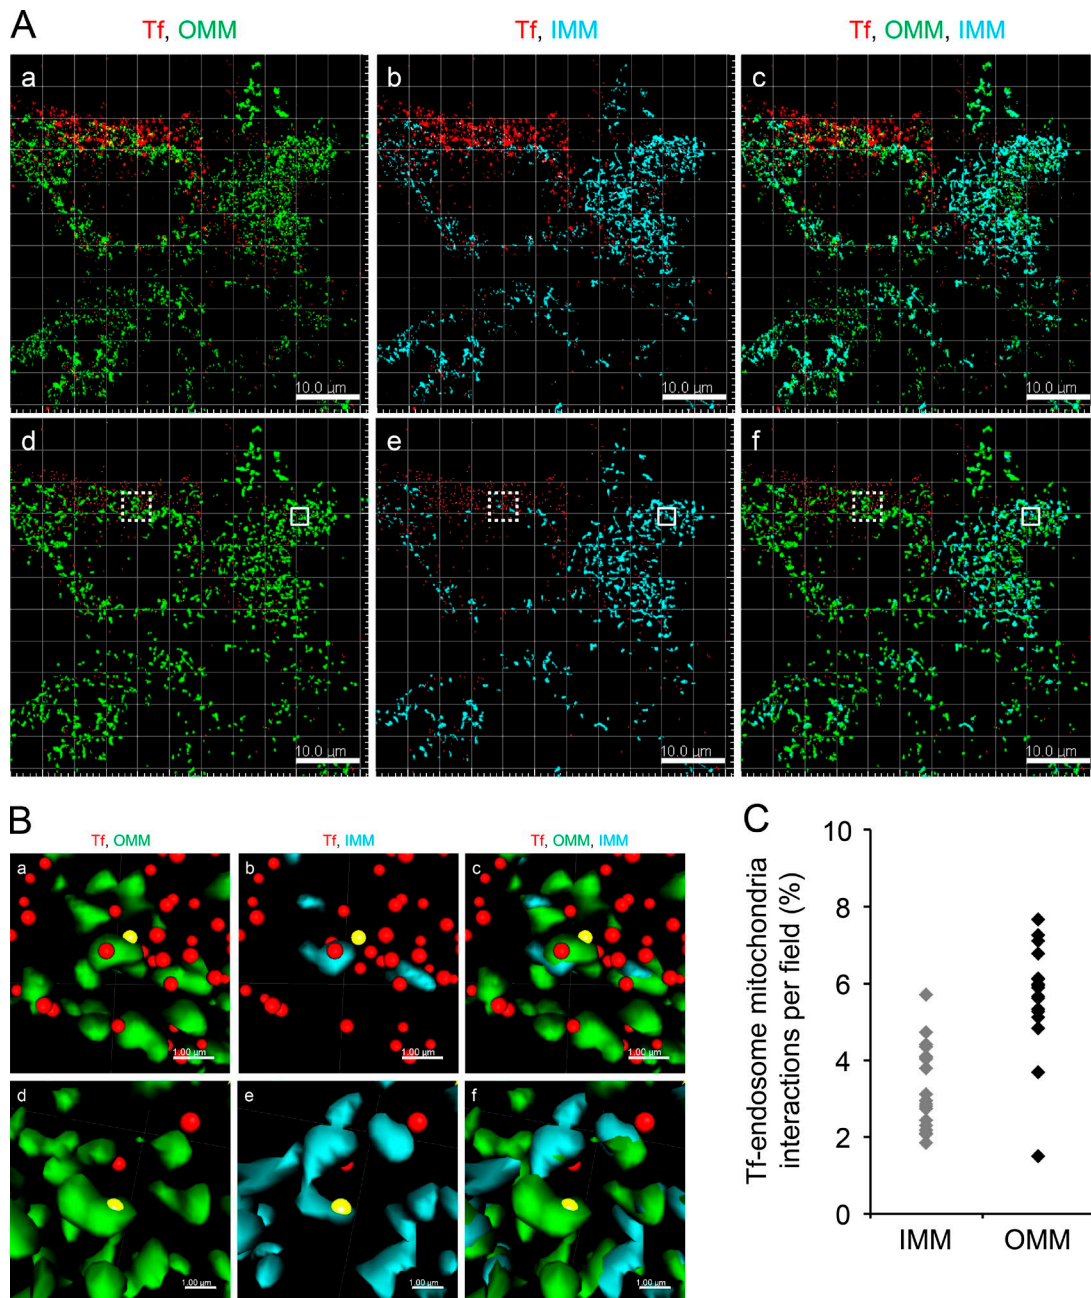 A
Tf, OMM
Tf, IMM
Tf, OMM, IMM
a
b
c
10.0 µm
10.0 µm
10.0 µm
d
e
f
10.0 µm
10.0 µm
10.0 µm
B
Tf, OMM
Tf, IMM
Tf, OMM, IMM
a
b
c
1.00 µm
1.00 µm
1.00 µm
d
e
f
1.00 µm
1.00 µm
1.00 µm
C
Tf-endosome mitochondria
interactions per field (%)
10
8
6
4
2
0
IMM
OMM